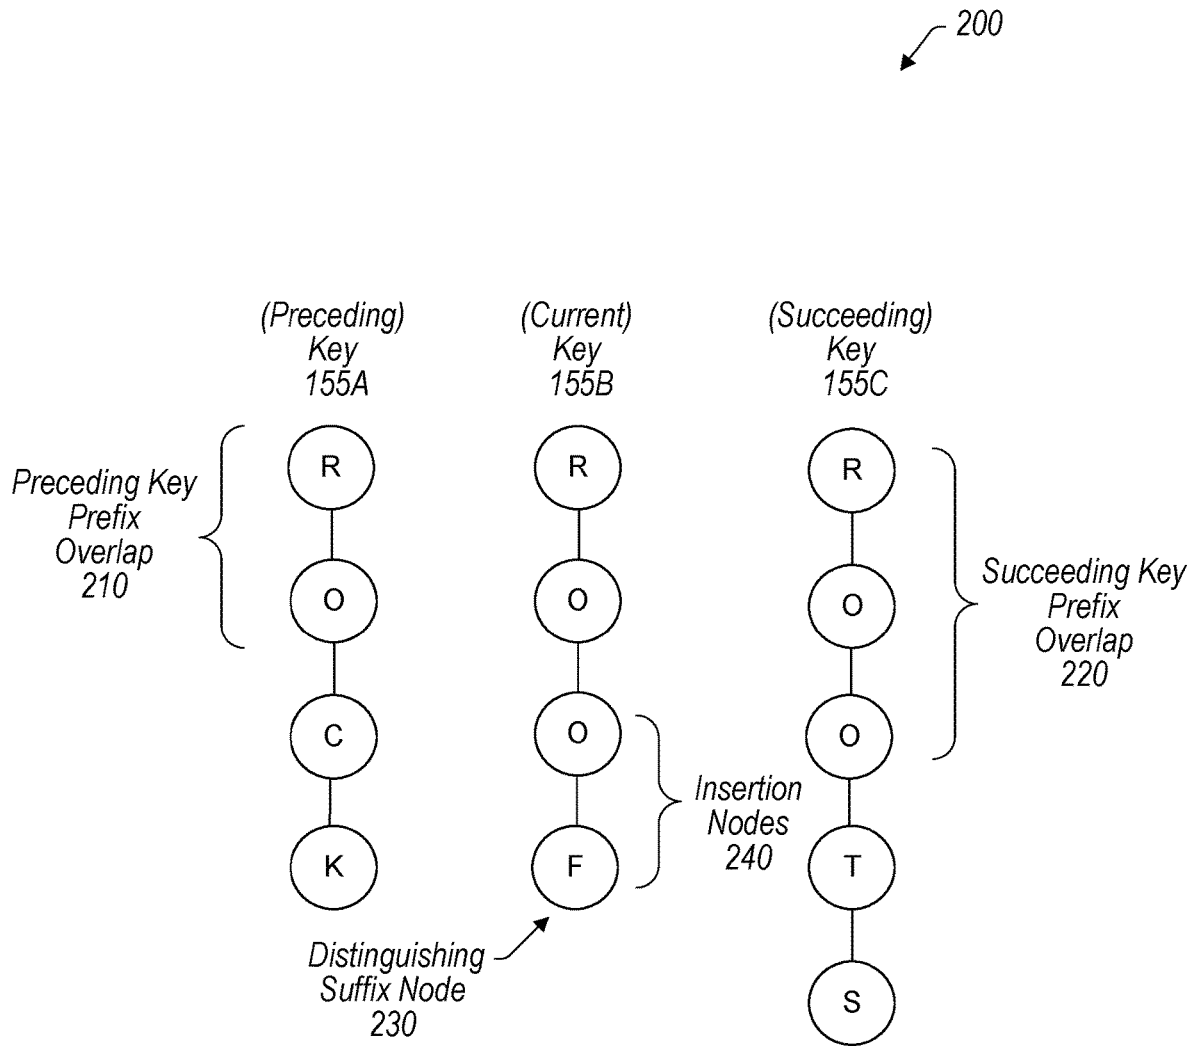 200
(Preceding)
Key
155A
(Current)
Key
155B
(Succeeding)
Key
155C
Preceding Key
Prefix
Overlap
210
R
O
C
K
R
O
O
F
R
O
O
T
S
Succeeding Key
Prefix
Overlap
220
Insertion
Nodes
240
Distinguishing
Suffix Node
230